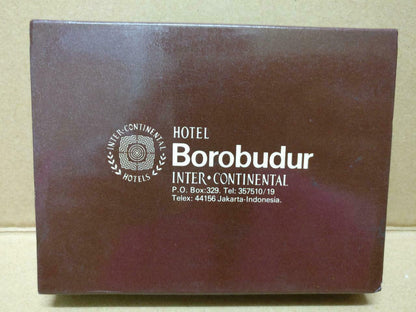 INTER-CONTINENTAL
HOTELS
HOTEL
Borobudur
INTER•CONTINENTAL
P.O. Box:329. Tel: 357510/19
Telex: 44156 Jakarta-Indonesia.